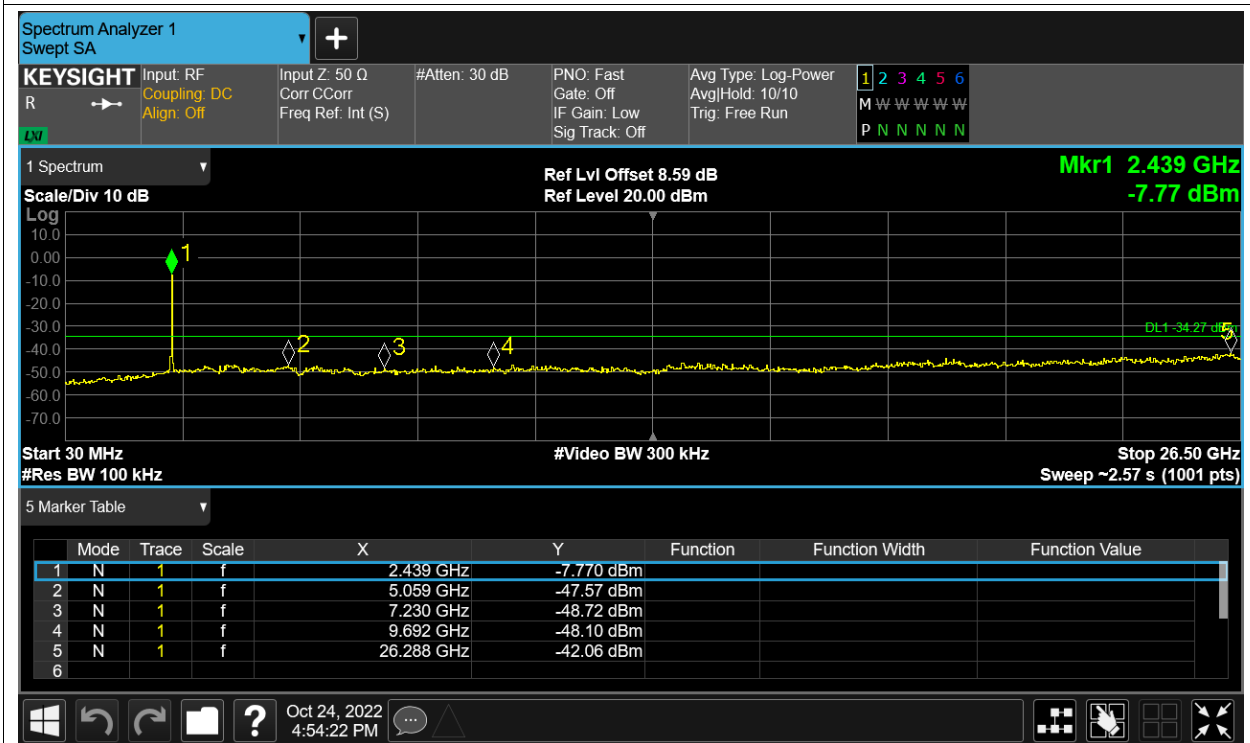 Spectrum Analyzer 1
Swept SA
KEYSIGHT
R
LXI
Input: RF
Coupling: DC
Align: Off
Input Z: 50 Ω
Corr CCorr
Freq Ref: Int (S)
#Atten: 30 dB
PNO: Fast
Gate: Off
IF Gain: Low
Sig Track: Off
Avg Type: Log-Power
Avg|Hold: 10/10
Trig: Free Run
1 2 3 4 5 6
M W W W W W
P N N N N N
1 Spectrum
Scale/Div 10 dB
Ref Lvl Offset 8.59 dB
Ref Level 20.00 dBm
Mkr1 2.439 GHz
-7.77 dBm
Log
10.0
0.00
-10.0
-20.0
-30.0
-40.0
-50.0
-60.0
-70.0
1
2
3
4
5
DL1 -34.27 dBm
Start 30 MHz
#Res BW 100 kHz
#Video BW 300 kHz
Stop 26.50 GHz
Sweep ~2.57 s (1001 pts)
5 Marker Table
Mode Trace Scale X Y Function Function Width Function Value
1 N 1 f 2.439 GHz -7.770 dBm
2 N 1 f 5.059 GHz -47.57 dBm
3 N 1 f 7.230 GHz -48.72 dBm
4 N 1 f 9.692 GHz -48.10 dBm
5 N 1 f 26.288 GHz -42.06 dBm
6
?
Oct 24, 2022
4:54:22 PM